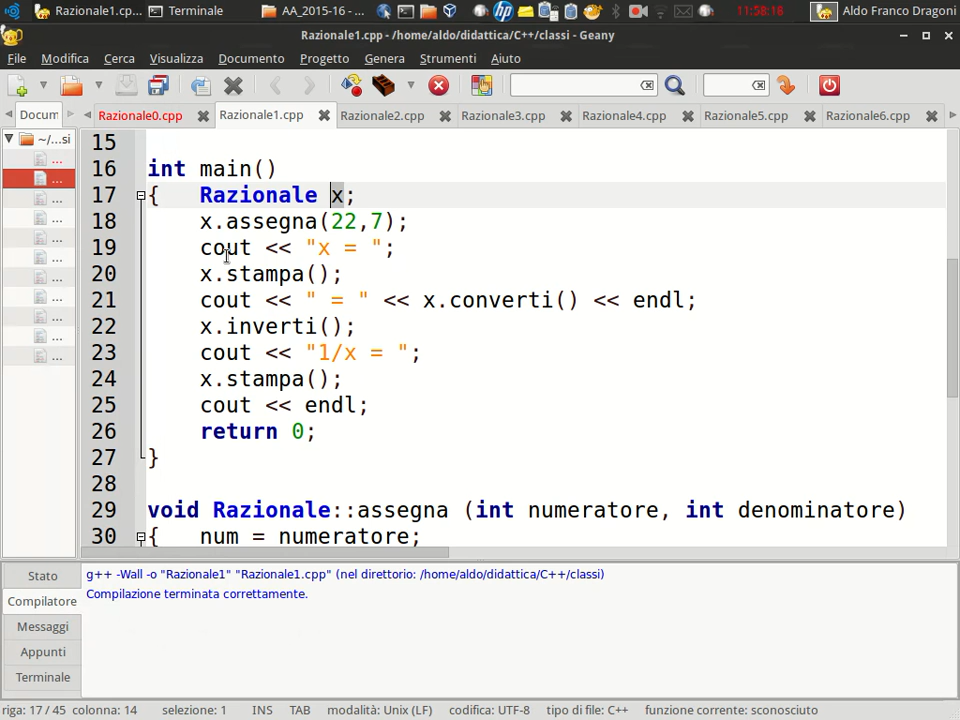 Razionale1.cp...
Terminale
AA_2015-16 - ...
11:58:18
Aldo Franco Dragoni
Razionale1.cpp - /home/aldo/didattica/C++/classi - Geany
File Modifica Cerca Visualizza Documento Progetto Genera Strumenti Aiuto
Docum
Razionale0.cpp Razionale1.cpp Razionale2.cpp Razionale3.cpp Razionale4.cpp Razionale5.cpp Razionale6.cpp
~/...si
...
...
...
...
...
...
...
...
...
...
...
15
16 int main()
17 { Razionale x;
18 x.assegna(22,7);
19 cout << "x = ";
20 x.stampa();
21 cout << " = " << x.converti() << endl;
22 x.inverti();
23 cout << "1/x = ";
24 x.stampa();
25 cout << endl;
26 return 0;
27 }
28
29 void Razionale::assegna (int numeratore, int denominatore)
30 { num = numeratore;
Stato
Compilatore
Messaggi
Appunti
Terminale
g++ -Wall -o "Razionale1" "Razionale1.cpp" (nel direttorio: /home/aldo/didattica/C++/classi)
Compilazione terminata correttamente.
riga: 17 / 45 colonna: 14 selezione: 1 INS TAB modalità: Unix (LF) codifica: UTF-8 tipo di file: C++ funzione corrente: sconosciuto